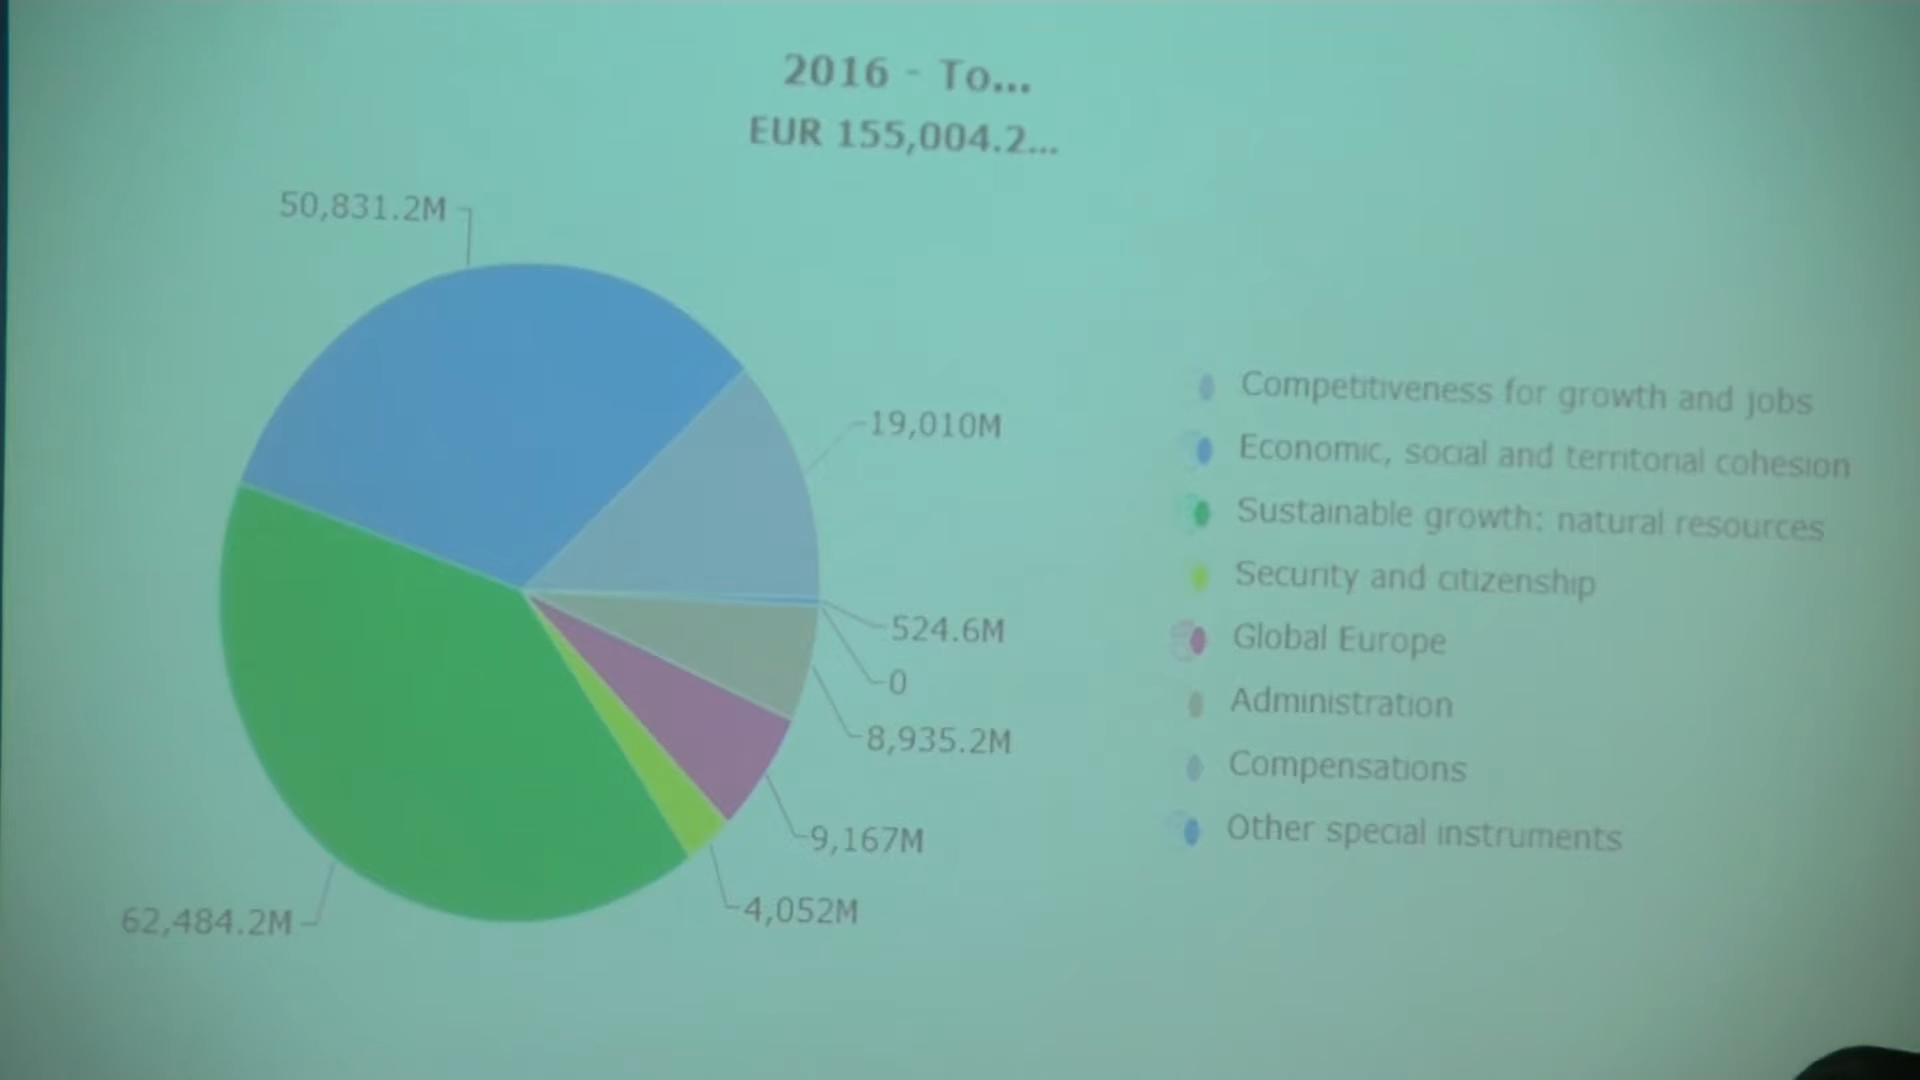 2016 - To...
EUR 155,004.2...
50,831.2M
19,010M
524.6M
0
8,935.2M
9,167M
4,052M
62,484.2M
Competitiveness for growth and jobs
Economic, social and territorial cohesion
Sustainable growth: natural resources
Security and citizenship
Global Europe
Administration
Compensations
Other special instruments